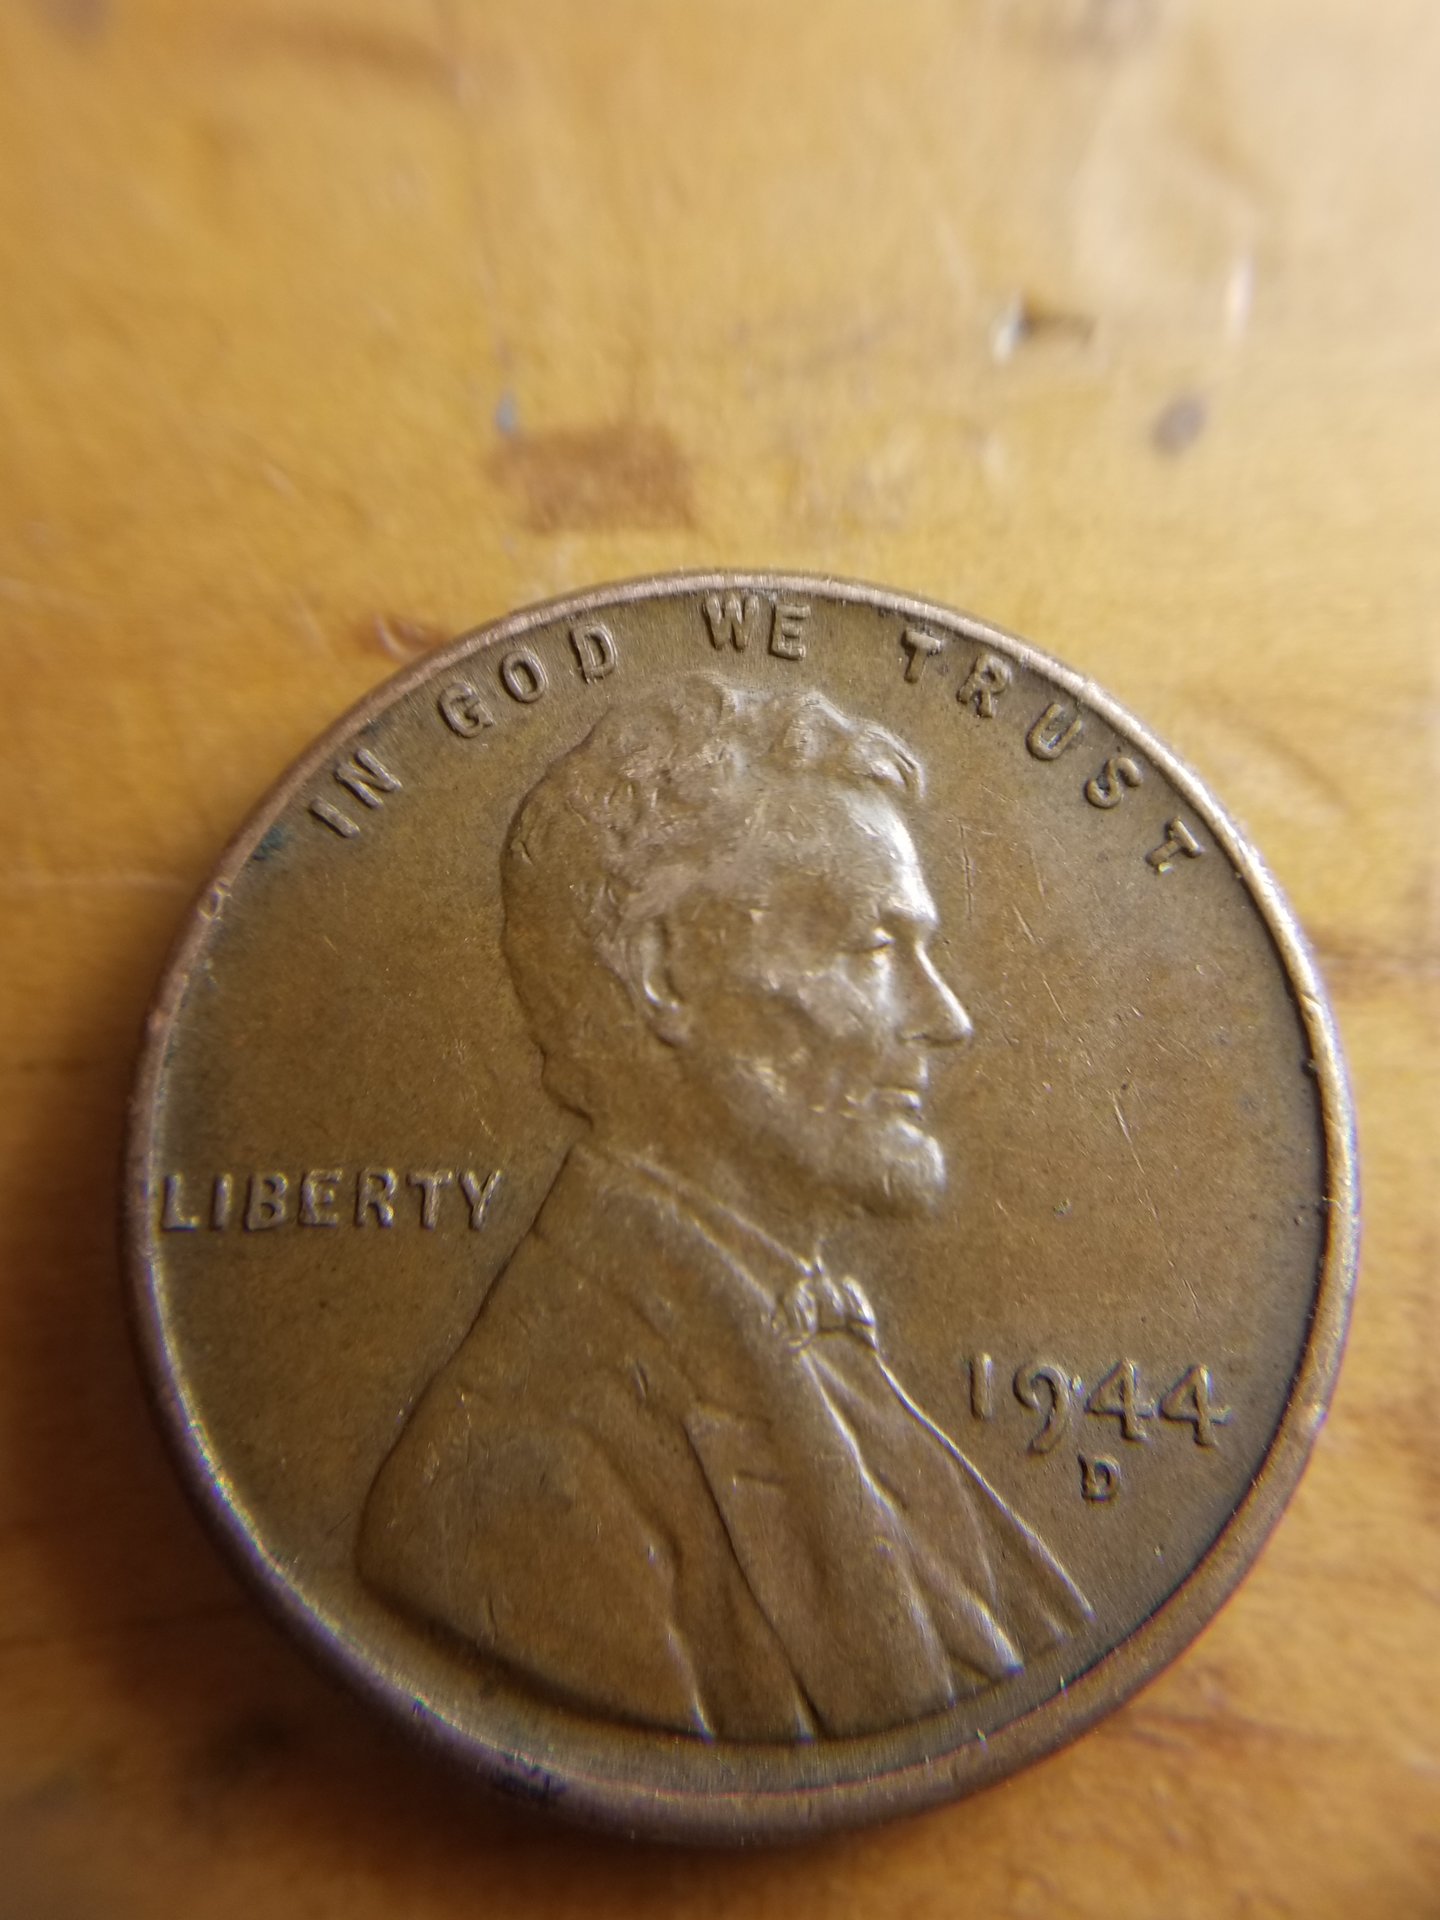 IN GOD WE TRUST
LIBERTY
1944
D